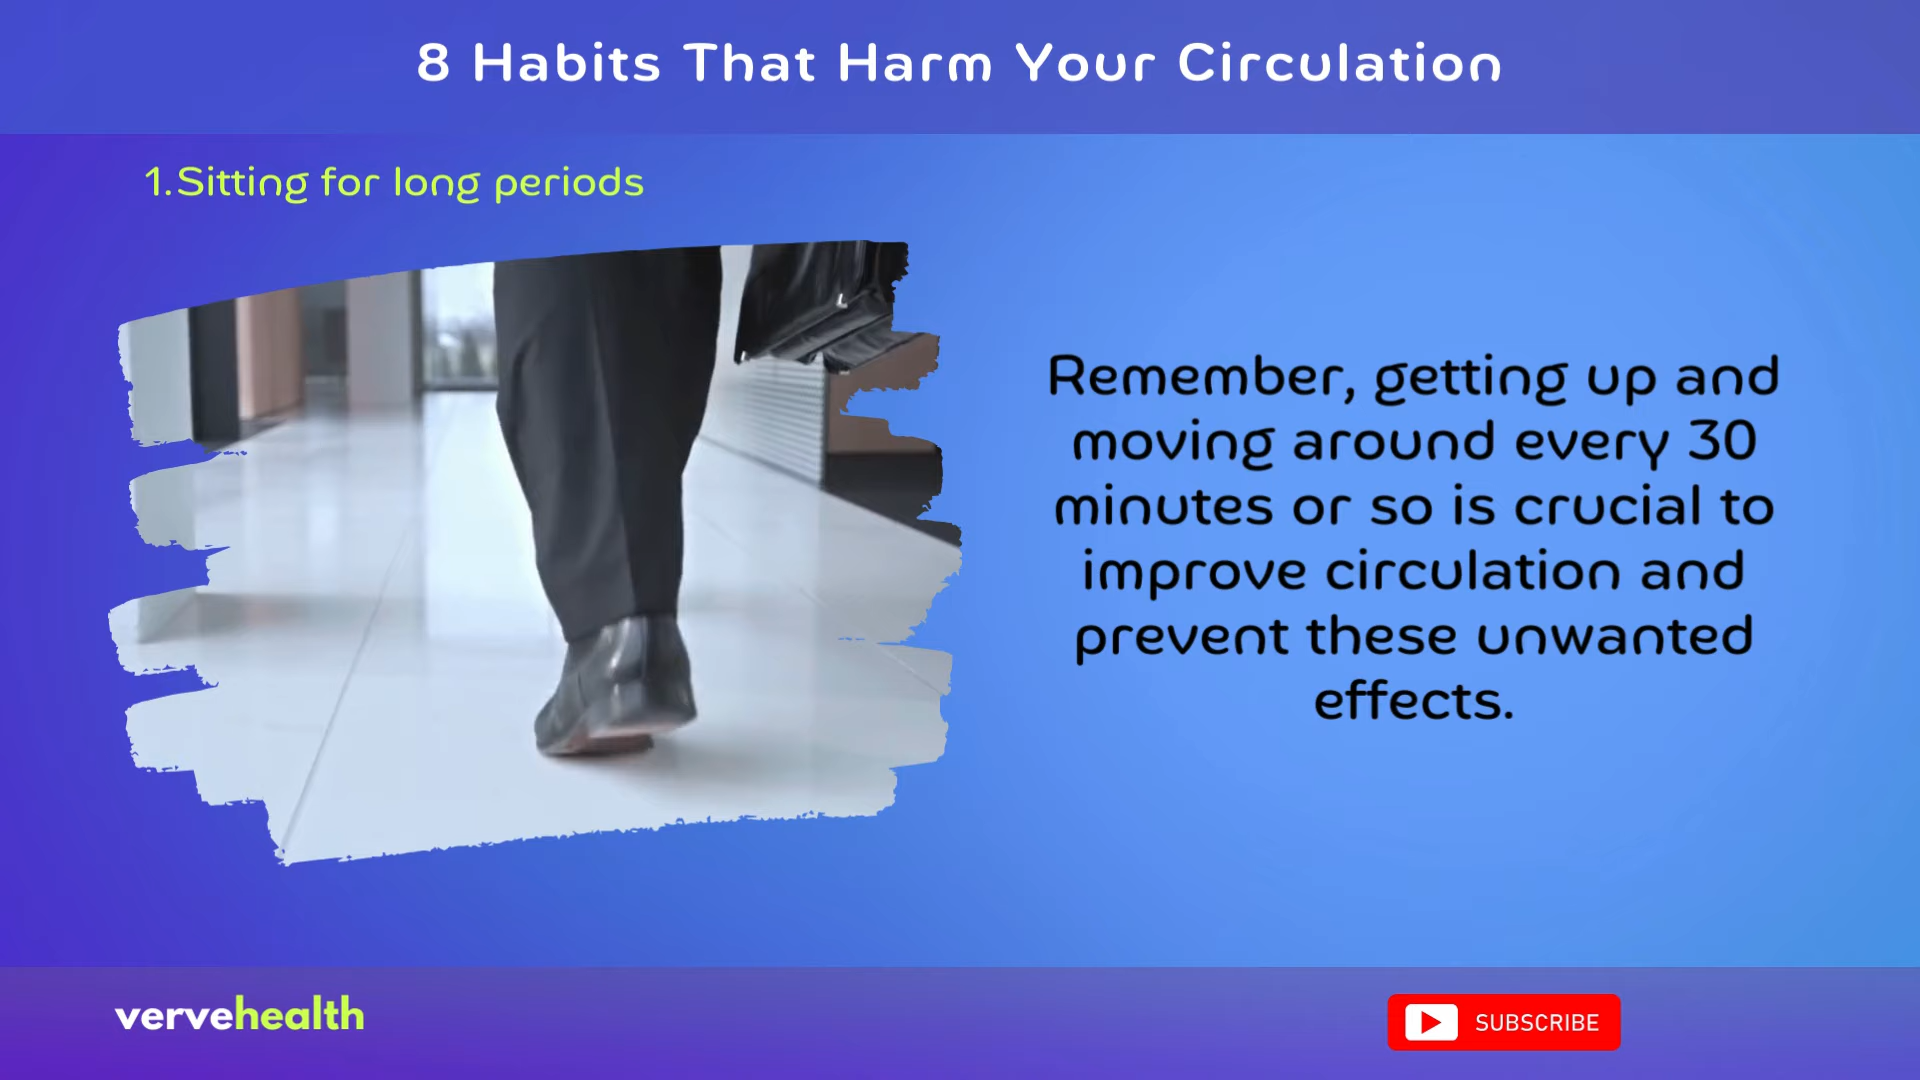 8 Habits That Harm Your Circulation
1.Sitting for long periods
Remember, getting up and
moving around every 30
minutes or so is crucial to
improve circulation and
prevent these unwanted
effects.
vervehealth
SUBSCRIBE